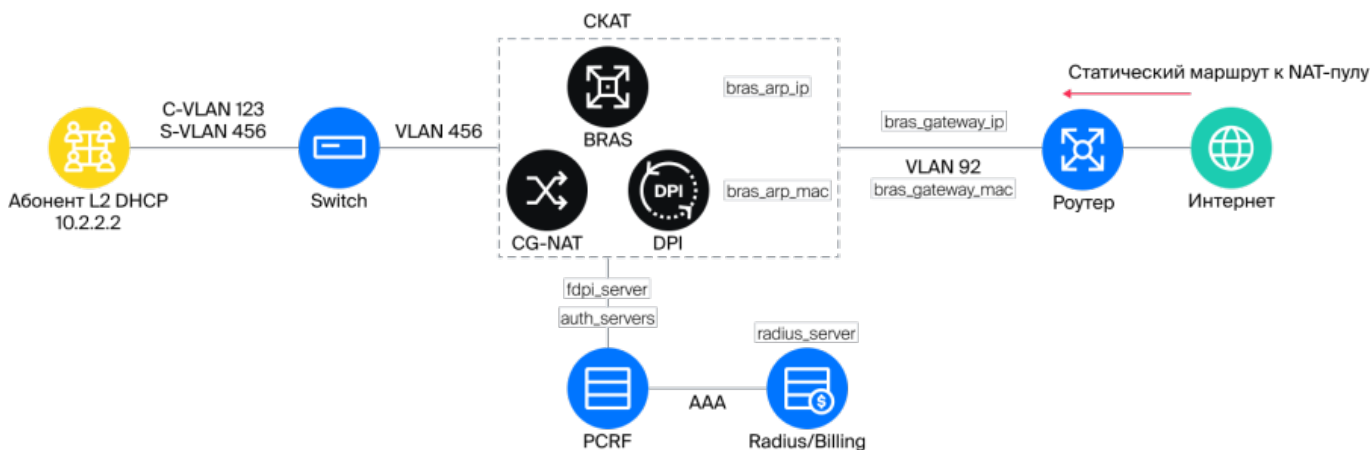 СКАТ
bras_arp_ip
BRAS
C-VLAN 123
S-VLAN 456
VLAN 456
Статический маршрут к NAT-пулу
bras_gateway_ip
VLAN 92
bras_gateway_mac
bras_arp_mac
DPI
Абонент L2 DHCP
10.2.2.2
Switch
CG-NAT
DPI
Роутер
Интернет
fdpi_server
auth_servers
radius_server
AAA
$
PCRF
Radius/Billing